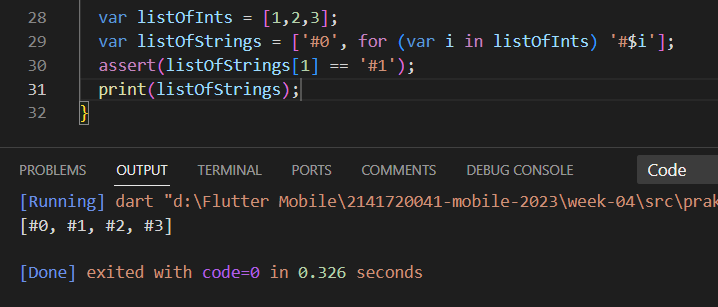 28 var listOfInts = [1,2,3];
29 var listOfStrings = ['#0', for (var i in listOfInts) '#$i'];
30 assert(listOfStrings[1] == '#1');
31 print(listOfStrings);
32 }
PROBLEMS OUTPUT TERMINAL PORTS COMMENTS DEBUG CONSOLE Code
[Running] dart "d:\Flutter Mobile\2141720041-mobile-2023\week-04\src\prak
[#0, #1, #2, #3]
[Done] exited with code=0 in 0.326 seconds